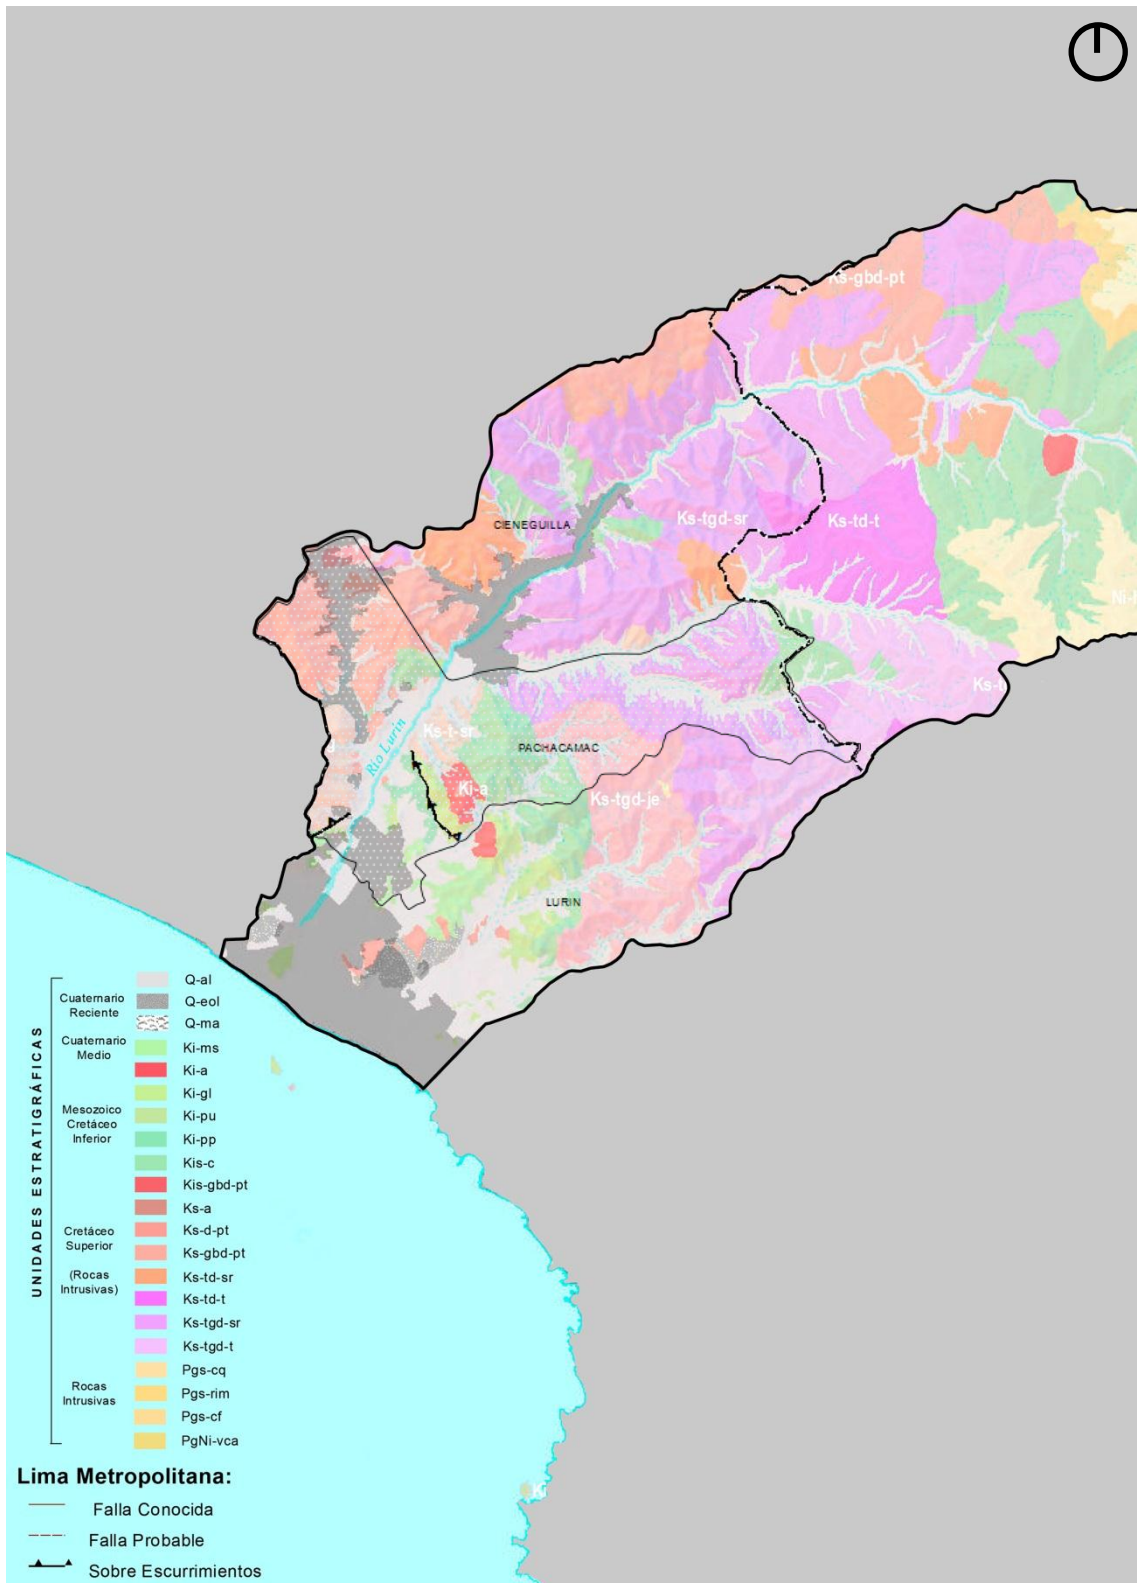 Ks-gbd-pt
CIENEGUILLA
Ks-tgd-sr
Ks-td-t
Río Lurín
Ks-t-sr
PACHACAMAC
Ki-a
Ks-tgd-je
LURIN
UNIDADES ESTRATIGRÁFICAS
Cuaternario
Reciente
Cuaternario
Medio
Mesozoico
Cretáceo
Inferior
Cretáceo
Superior
(Rocas
Intrusivas)
Rocas
Intrusivas
Q-al
Q-eol
Q-ma
Ki-ms
Ki-a
Ki-gl
Ki-pu
Ki-pp
Kis-c
Kis-gbd-pt
Ks-a
Ks-d-pt
Ks-gbd-pt
Ks-td-sr
Ks-td-t
Ks-tgd-sr
Ks-tgd-t
Pgs-cq
Pgs-rim
Pgs-cf
PgNi-vca
Lima Metropolitana:
Falla Conocida
Falla Probable
Sobre Escurrimientos